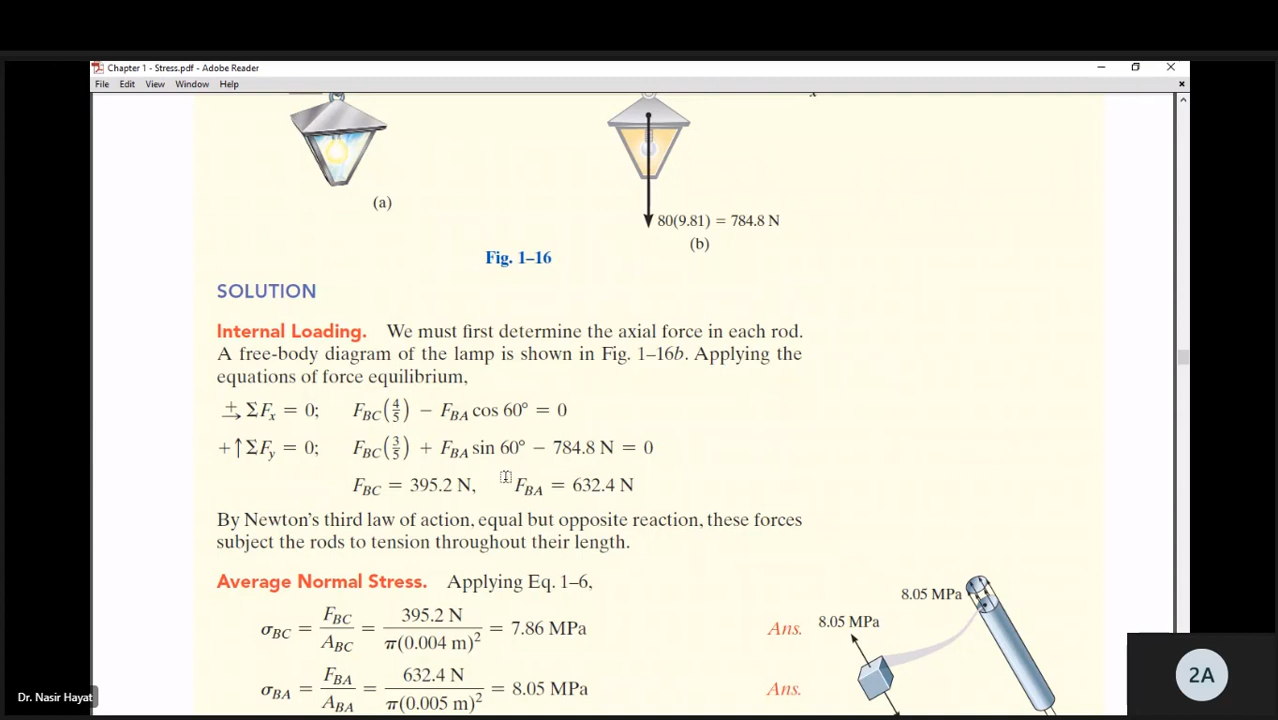 Chapter 1 - Stress.pdf - Adobe Reader
File Edit View Window Help
(a)
80(9.81) = 784.8 N
(b)
Fig. 1–16
SOLUTION
Internal Loading. We must first determine the axial force in each rod.
A free-body diagram of the lamp is shown in Fig. 1–16b. Applying the
equations of force equilibrium,
+→ ΣFx = 0; FBC(4/5) − FBA cos 60° = 0
+↑ ΣFy = 0; FBC(3/5) + FBA sin 60° − 784.8 N = 0
FBC = 395.2 N, FBA = 632.4 N
By Newton's third law of action, equal but opposite reaction, these forces
subject the rods to tension throughout their length.
Average Normal Stress. Applying Eq. 1–6,
σBC = FBC/ABC = 395.2 N/π(0.004 m)² = 7.86 MPa Ans.
σBA = FBA/ABA = 632.4 N/π(0.005 m)² = 8.05 MPa Ans.
8.05 MPa
8.05 MPa
Dr. Nasir Hayat
2A